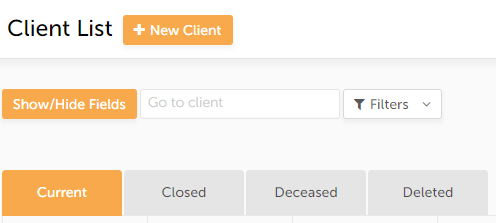 Client List + New Client
Show/Hide Fields Go to client Filters
Current Closed Deceased Deleted